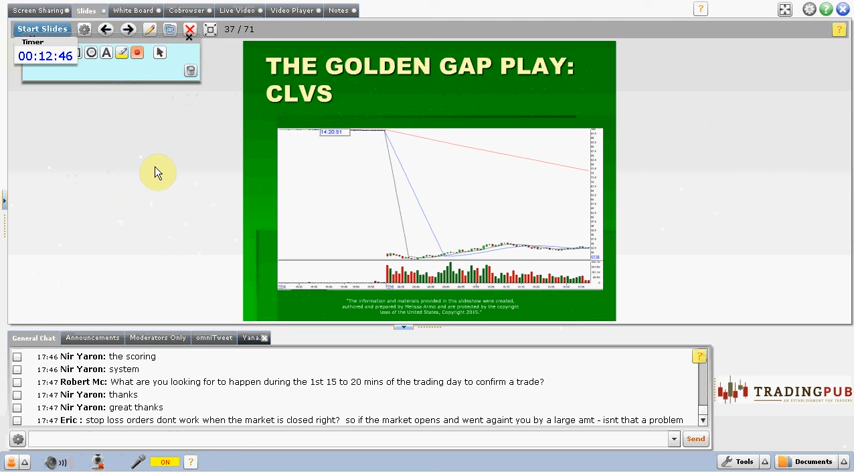 Screen Sharing Slides White Board Cobrowser Live Video Video Player Notes
Start Slides 37 / 71
Timer
00:12:46
THE GOLDEN GAP PLAY:
CLVS
14:20:51
"The information and materials provided in this slideshow were created,
authored and prepared by Melissa Armo and are protected by the copyright
laws of the United States, Copyright 2015."
General Chat Announcements Moderators Only omniTweet Yana
17:46 Nir Yaron: the scoring
17:46 Nir Yaron: system
17:47 Robert Mc: What are you looking for to happen during the 1st 15 to 20 mins of the trading day to confirm a trade?
17:47 Nir Yaron: thanks
17:47 Nir Yaron: great thanks
17:47 Eric : stop loss orders dont work when the market is closed right? so if the market opens and went againt you by a large amt - isnt that a problem
TRADINGPUB
Send
ON
Tools Documents